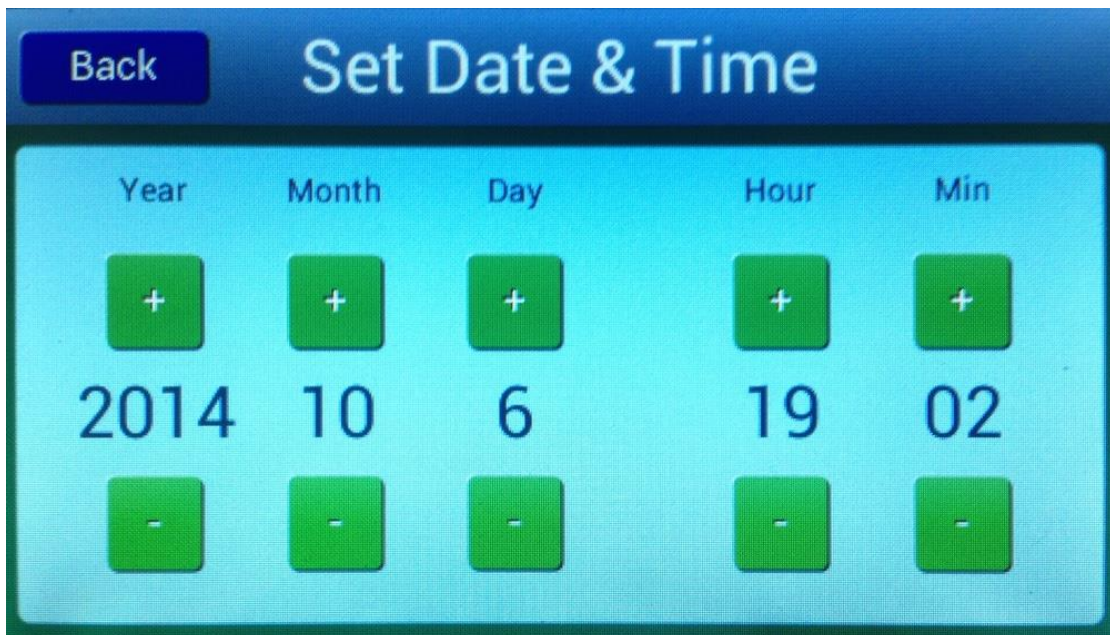 Back Set Date & Time
Year Month Day Hour Min
+ + + + +
2014 10 6 19 02
- - - - -